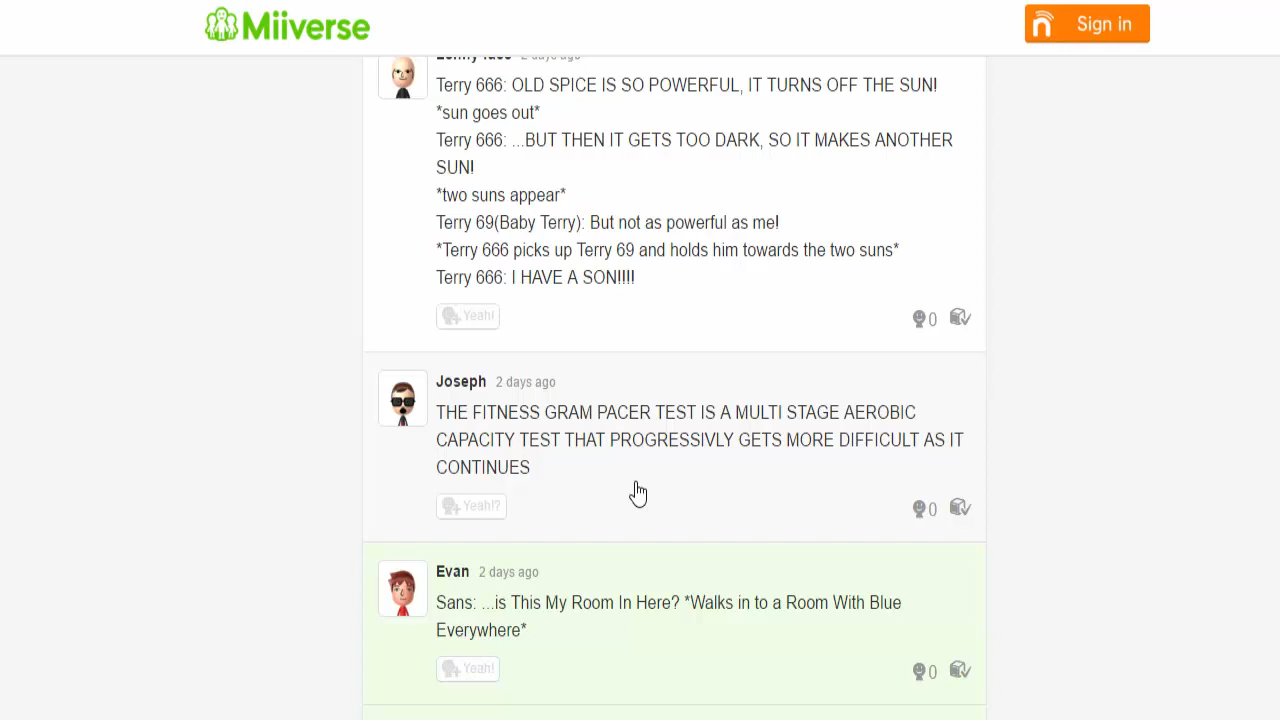 Miiverse
Sign in
Lenny face 2 days ago
Terry 666: OLD SPICE IS SO POWERFUL, IT TURNS OFF THE SUN!
*sun goes out*
Terry 666: ...BUT THEN IT GETS TOO DARK, SO IT MAKES ANOTHER
SUN!
*two suns appear*
Terry 69(Baby Terry): But not as powerful as me!
*Terry 666 picks up Terry 69 and holds him towards the two suns*
Terry 666: I HAVE A SON!!!!
Yeah!
0
Joseph 2 days ago
THE FITNESS GRAM PACER TEST IS A MULTI STAGE AEROBIC
CAPACITY TEST THAT PROGRESSIVLY GETS MORE DIFFICULT AS IT
CONTINUES
Yeah!?
0
Evan 2 days ago
Sans: ...is This My Room In Here? *Walks in to a Room With Blue
Everywhere*
Yeah!
0